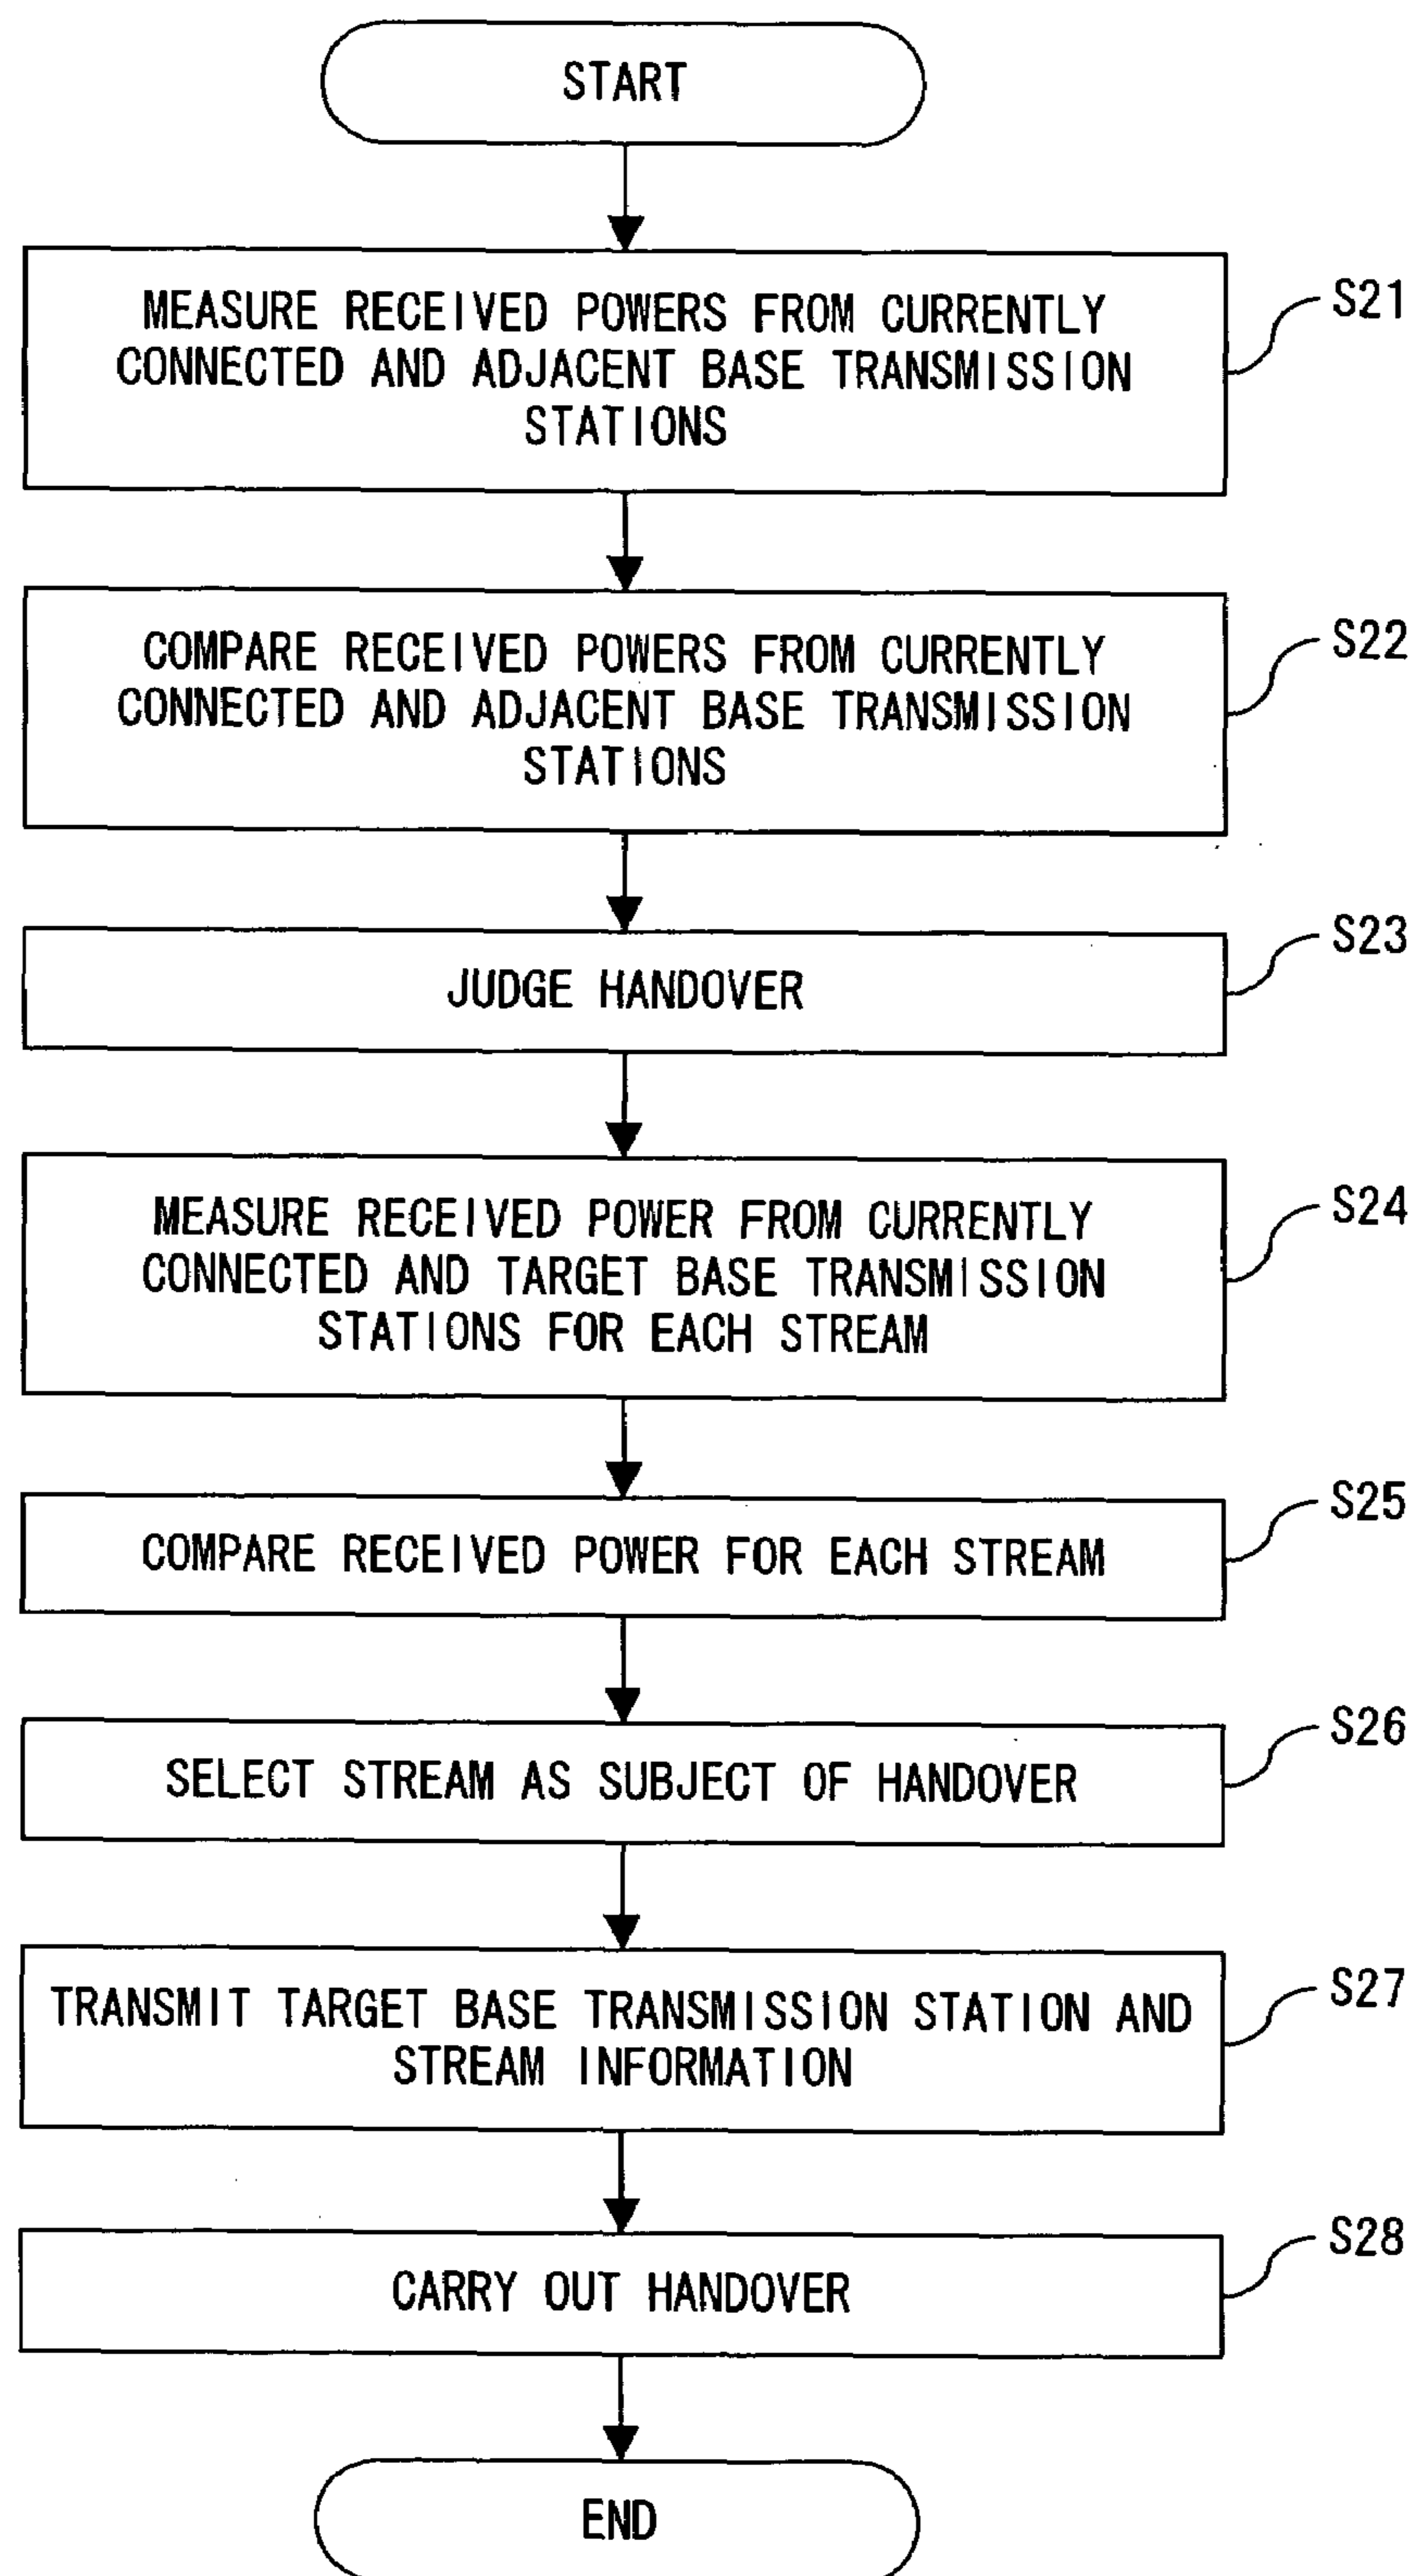 START
MEASURE RECEIVED POWERS FROM CURRENTLY
CONNECTED AND ADJACENT BASE TRANSMISSION
STATIONS
S21
COMPARE RECEIVED POWERS FROM CURRENTLY
CONNECTED AND ADJACENT BASE TRANSMISSION
STATIONS
S22
JUDGE HANDOVER
S23
MEASURE RECEIVED POWER FROM CURRENTLY
CONNECTED AND TARGET BASE TRANSMISSION
STATIONS FOR EACH STREAM
S24
COMPARE RECEIVED POWER FOR EACH STREAM
S25
SELECT STREAM AS SUBJECT OF HANDOVER
S26
TRANSMIT TARGET BASE TRANSMISSION STATION AND
STREAM INFORMATION
S27
CARRY OUT HANDOVER
S28
END